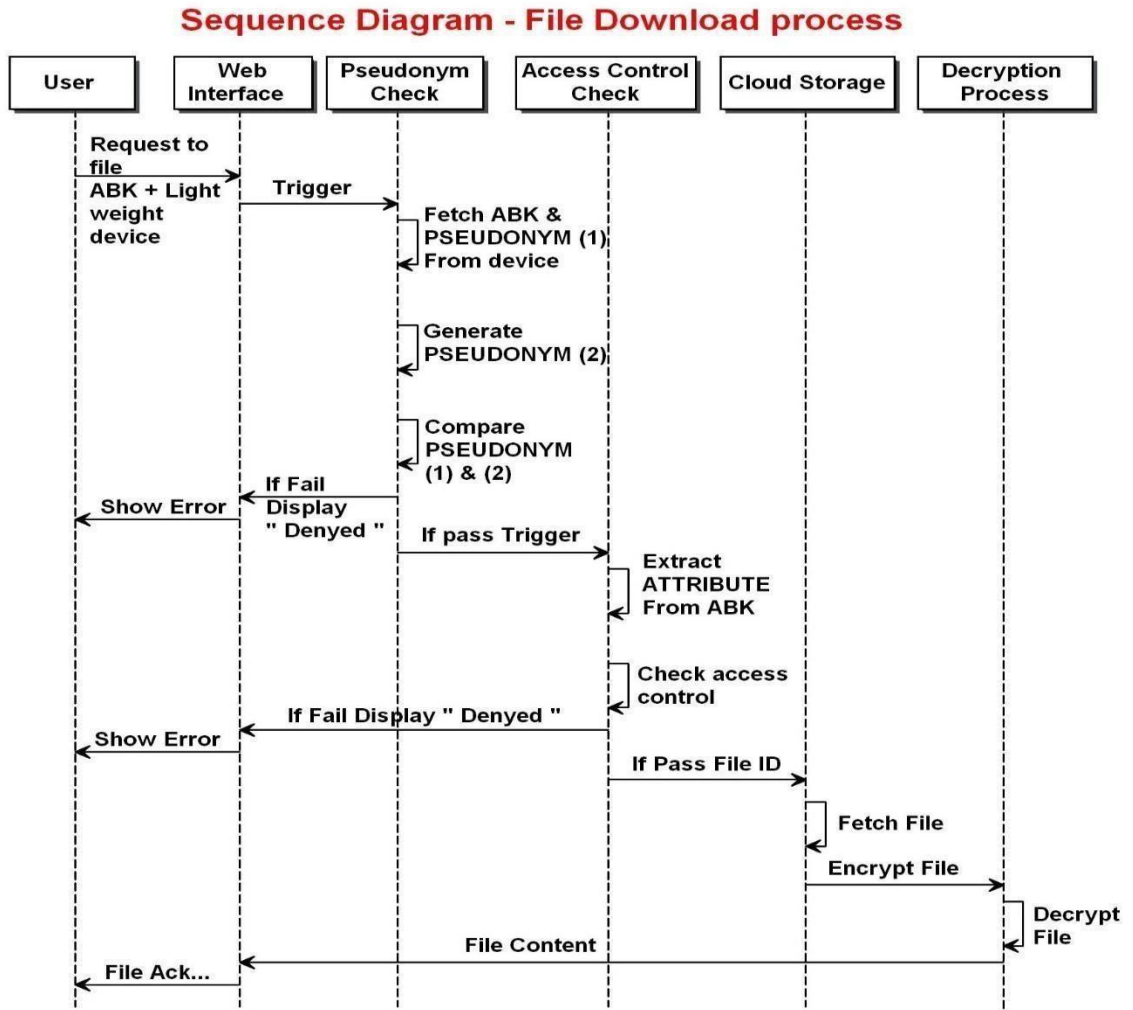 Sequence Diagram - File Download process
User
Web
Interface
Pseudonym
Check
Access Control
Check
Cloud Storage
Decryption
Process
Request to
file
ABK + Light
weight
device
Trigger
Fetch ABK &
PSEUDONYM (1)
From device
Generate
PSEUDONYM (2)
Compare
PSEUDONYM
(1) & (2)
If Fail
Display
" Denyed "
Show Error
If pass Trigger
Extract
ATTRIBUTE
From ABK
Check access
control
If Fail Display " Denyed "
Show Error
If Pass File ID
Fetch File
Encrypt File
Decrypt
File
File Content
File Ack...